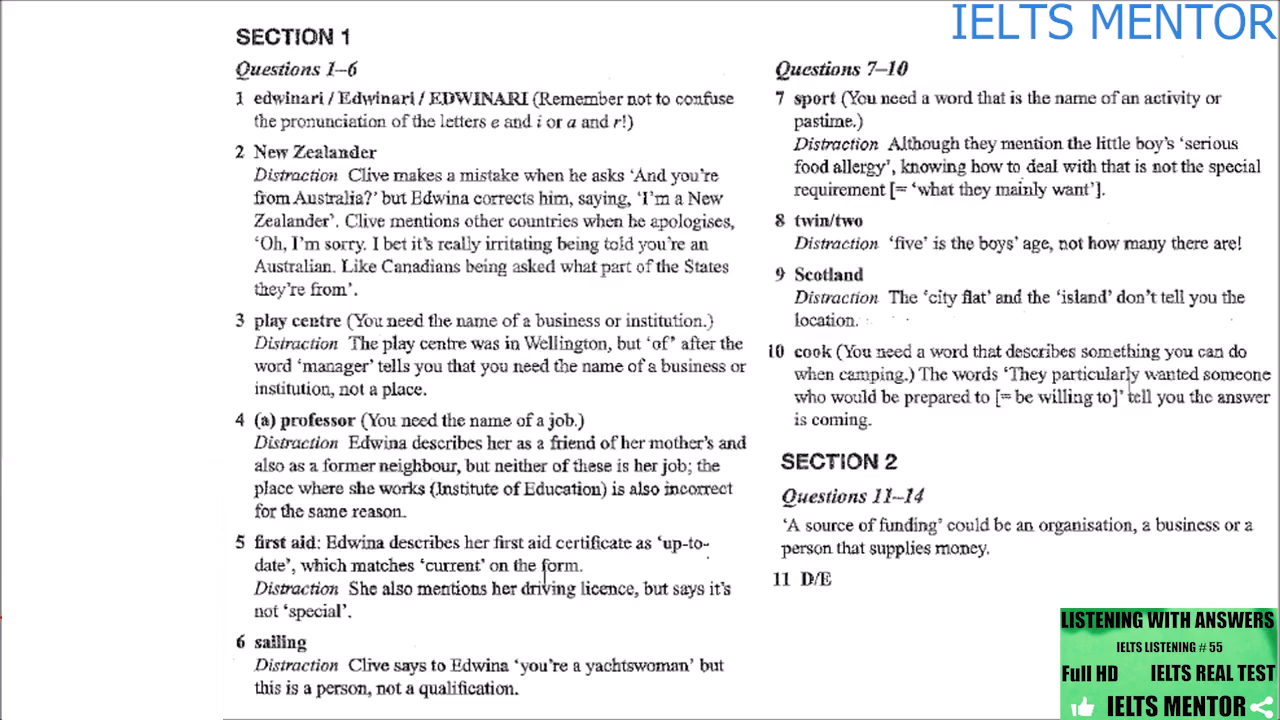 IELTS MENTOR
SECTION 1
Questions 1–6
1 edwinari / Edwinari / EDWINARI (Remember not to confuse
the pronunciation of the letters e and i or a and r!)
2 New Zealander
Distraction Clive makes a mistake when he asks ‘And you’re
from Australia?’ but Edwina corrects him, saying, ‘I’m a New
Zealander’. Clive mentions other countries when he apologises,
‘Oh, I’m sorry. I bet it’s really irritating being told you’re an
Australian. Like Canadians being asked what part of the States
they’re from’.
3 play centre (You need the name of a business or institution.)
Distraction The play centre was in Wellington, but ‘of’ after the
word ‘manager’ tells you that you need the name of a business or
institution, not a place.
4 (a) professor (You need the name of a job.)
Distraction Edwina describes her as a friend of her mother’s and
also as a former neighbour, but neither of these is her job; the
place where she works (Institute of Education) is also incorrect
for the same reason.
5 first aid: Edwina describes her first aid certificate as ‘up-to-
date’, which matches ‘current’ on the form.
Distraction She also mentions her driving licence, but says it’s
not ‘special’.
6 sailing
Distraction Clive says to Edwina ‘you’re a yachtswoman’ but
this is a person, not a qualification.
Questions 7–10
7 sport (You need a word that is the name of an activity or
pastime.)
Distraction Although they mention the little boy’s ‘serious
food allergy’, knowing how to deal with that is not the special
requirement [= ‘what they mainly want’].
8 twin/two
Distraction ‘five’ is the boys’ age, not how many there are!
9 Scotland
Distraction The ‘city flat’ and the ‘island’ don’t tell you the
location.
10 cook (You need a word that describes something you can do
when camping.) The words ‘They particularly wanted someone
who would be prepared to [= be willing to]’ tell you the answer
is coming.
SECTION 2
Questions 11–14
‘A source of funding’ could be an organisation, a business or a
person that supplies money.
11 D/E
LISTENING WITH ANSWERS
IELTS LISTENING # 55
Full HD IELTS REAL TEST
IELTS MENTOR